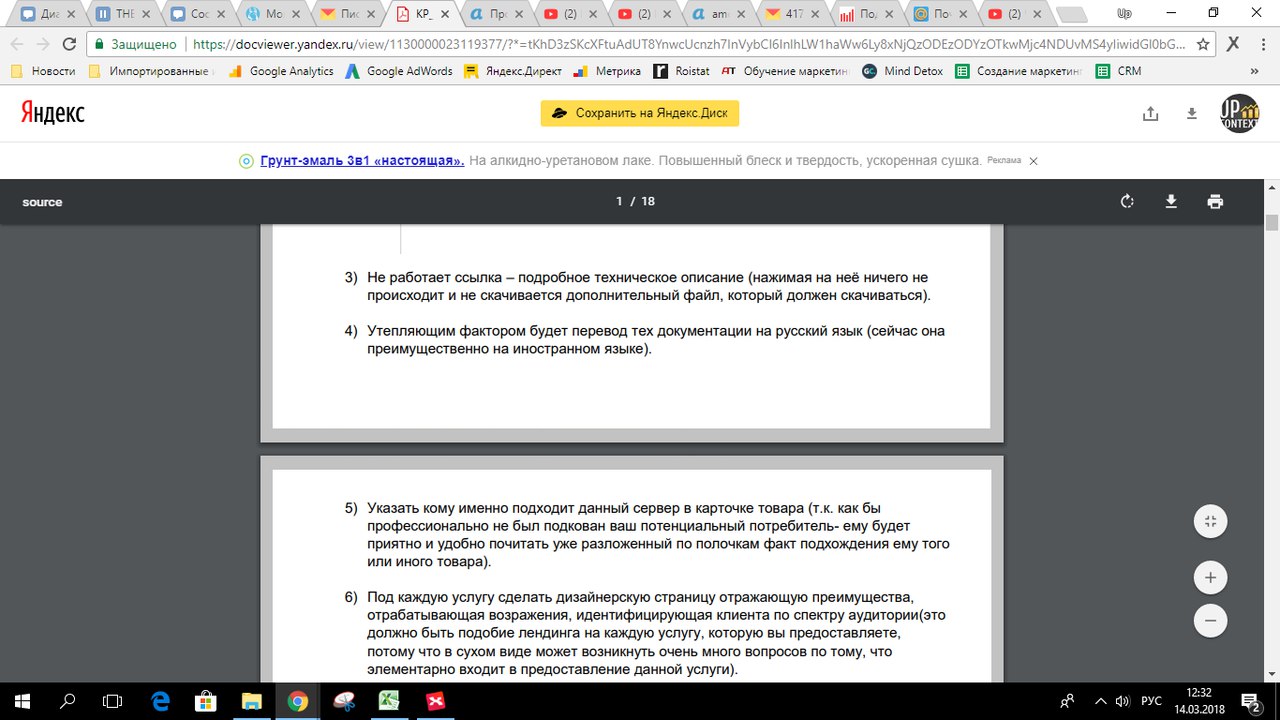 Диа
THE
Сос
Мо
Пис
KP_
Пр
(2)
(2)
am
417
По
По
(2)
Up
Защищено
https://docviewer.yandex.ru/view/1130000023119377/?*=
Новости
Импортированные
Google Analytics
Google AdWords
Яндекс.Директ
Метрика
Roistat
Обучение маркетин
Mind Detox
Создание маркетинг
CRM
»
Яндекс
Сохранить на Яндекс.Диск
UP
CONTEXT
Грунт-эмаль 3в1 «настоящая». На алкидно-уретановом лаке. Повышенный блеск и твердость, ускоренная сушка. Реклама
source
1 / 18
3) Не работает ссылка – подробное техническое описание (нажимая на неё ничего не
происходит и не скачивается дополнительный файл, который должен скачиваться).
4) Утепляющим фактором будет перевод тех документации на русский язык (сейчас она
преимущественно на иностранном языке).
5) Указать кому именно подходит данный сервер в карточке товара (т.к. как бы
профессионально не был подкован ваш потенциальный потребитель- ему будет
приятно и удобно почитать уже разложенный по полочкам факт подхождения ему того
или иного товара).
6) Под каждую услугу сделать дизайнерскую страницу отражающую преимущества,
отрабатывающая возражения, идентифицирующая клиента по спектру аудитории(это
должно быть подобие лендинга на каждую услугу, которую вы предоставляете,
потому что в сухом виде может возникнуть очень много вопросов по тому, что
элементарно входит в предоставление данной услуги).
РУС
12:32
14.03.2018
2